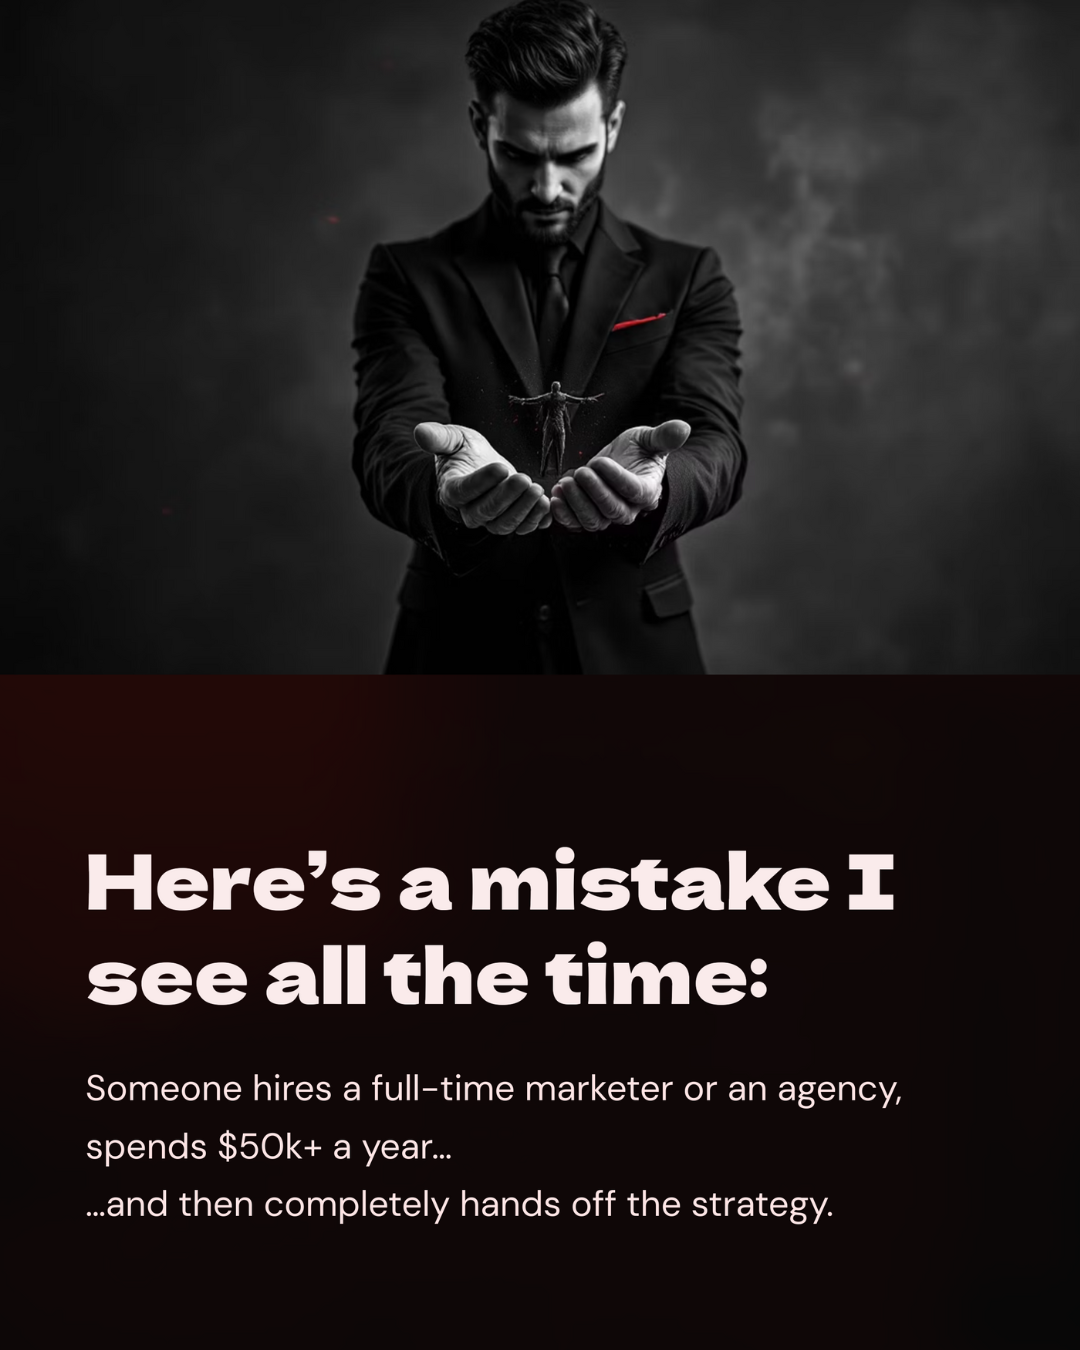 Here’s a mistake I
see all the time:
Someone hires a full-time marketer or an agency,
spends $50k+ a year...
...and then completely hands off the strategy.